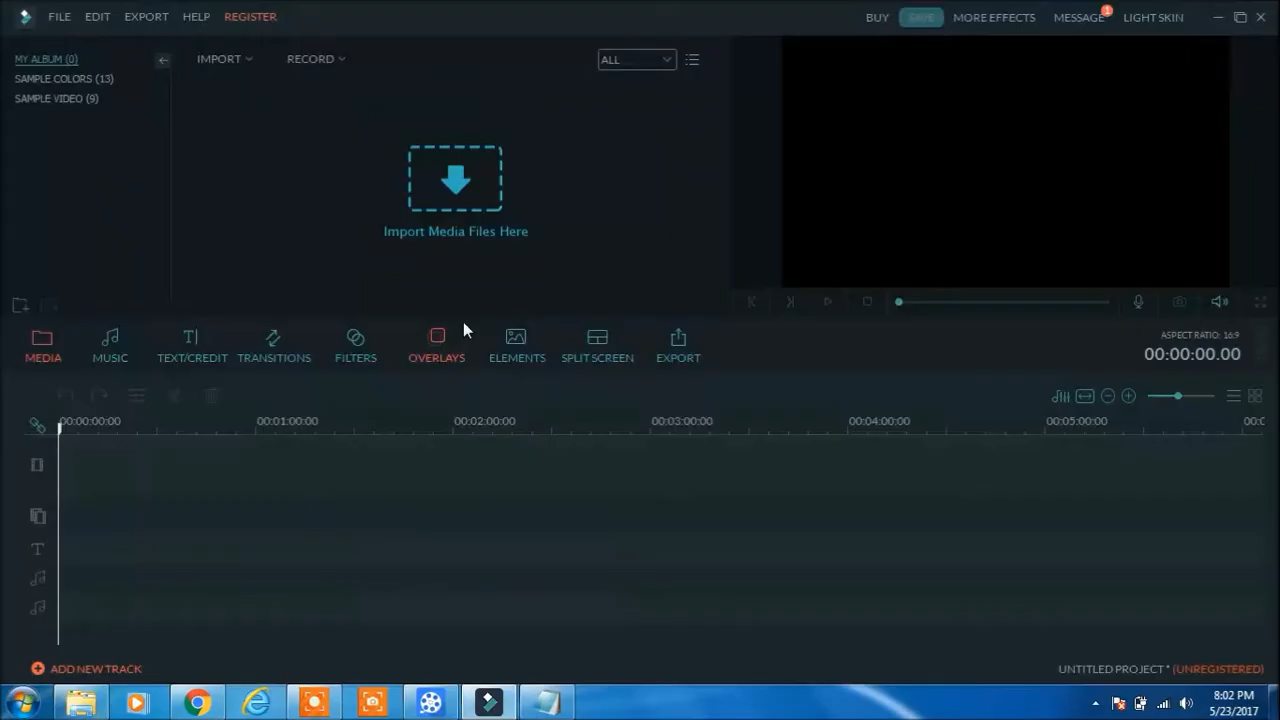 FILE EDIT EXPORT HELP REGISTER BUY SAVE MORE EFFECTS MESSAGE 1 LIGHT SKIN
MY ALBUM (0) IMPORT RECORD ALL
SAMPLE COLORS (13)
SAMPLE VIDEO (9)
Import Media Files Here
ASPECT RATIO: 16:9
MEDIA MUSIC TEXT/CREDIT TRANSITIONS FILTERS OVERLAYS ELEMENTS SPLIT SCREEN EXPORT 00:00:00.00
00:00:00:00 00:01:00:00 00:02:00:00 00:03:00:00 00:04:00:00 00:05:00:00 00:0
ADD NEW TRACK UNTITLED PROJECT * (UNREGISTERED)
8:02 PM
5/23/2017